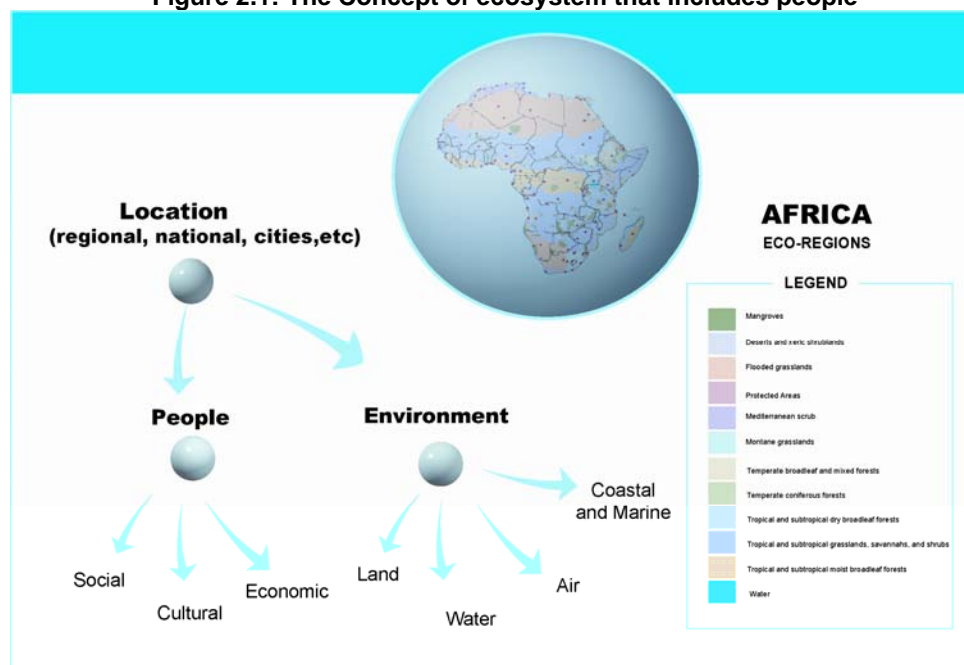 Figure 2.1: The Concept of ecosystem that includes people
Location
(regional, national, cities,etc)
People
Environment
Social
Cultural
Economic
Land
Water
Air
Coastal
and Marine
AFRICA
ECO-REGIONS
LEGEND
Mangroves
Deserts and xeric shrublands
Flooded grasslands
Protected Areas
Mediterranean scrub
Montane grasslands
Temperate broadleaf and mixed forests
Temperate coniferous forests
Tropical and subtropical dry broadleaf forests
Tropical and subtropical grasslands, savannahs, and shrubs
Tropical and subtropical moist broadleaf forests
Water